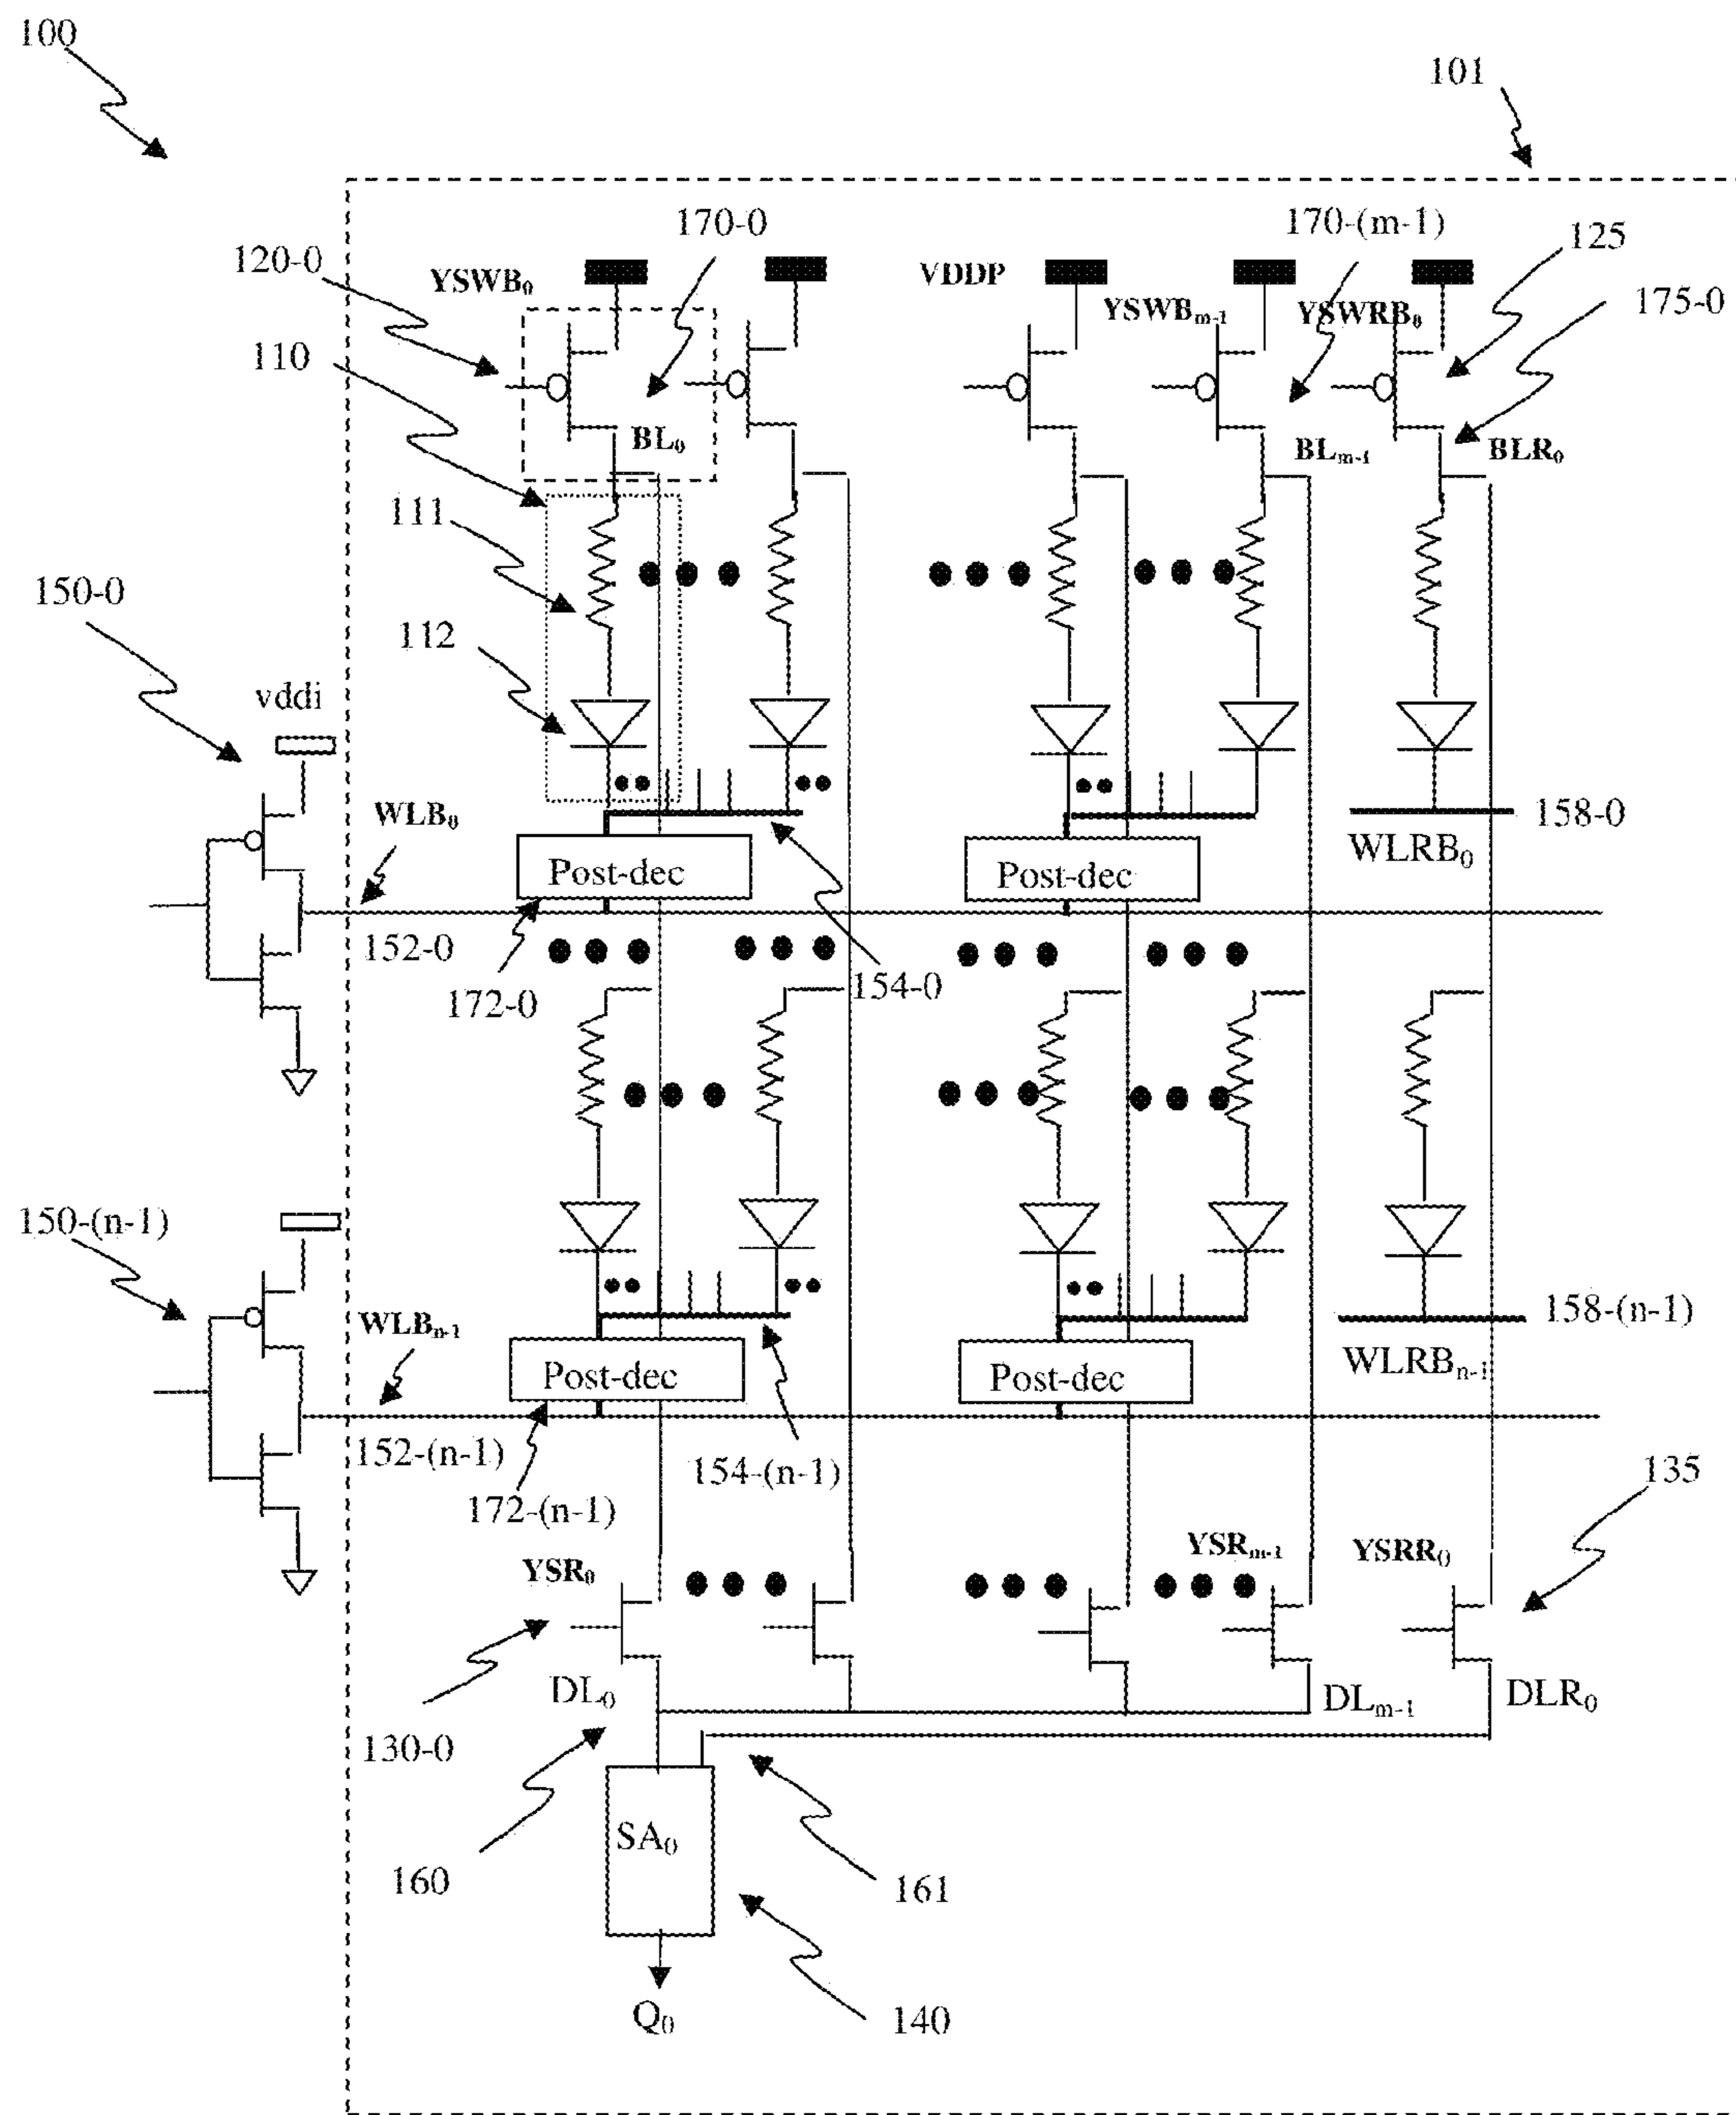 100
101
170-0
170-(m-1)
125
120-0
YSWB₀
VDDP
YSWBₘ₋₁
YSWRB₀
175-0
110
BL₀
BLₘ₋₁
BLR₀
111
150-0
112
vddi
WLB₀
158-0
WLRB₀
Post-dec
Post-dec
152-0
172-0
154-0
150-(n-1)
WLBₙ₋₁
158-(n-1)
WLRBₙ₋₁
Post-dec
Post-dec
152-(n-1)
154-(n-1)
172-(n-1)
135
YSR₀
YSRₘ₋₁
YSRR₀
DL₀
DLₘ₋₁
DLR₀
130-0
SA₀
160
161
Q₀
140